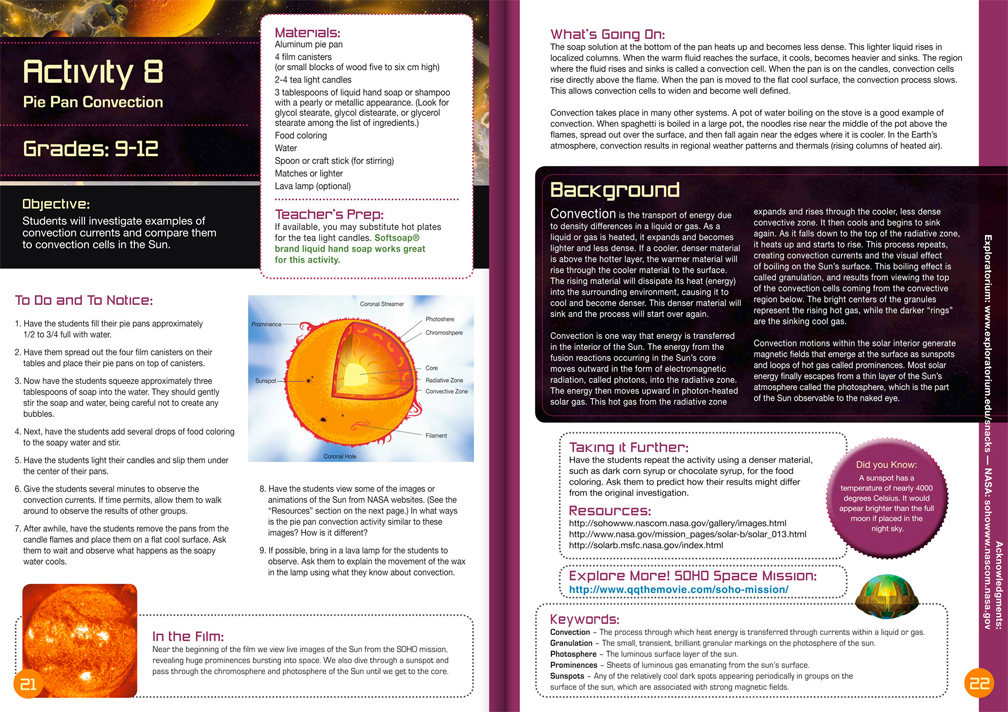 Activity 8
Pie Pan Convection
Grades: 9-12
Objective:
Students will investigate examples of
convection currents and compare them
to convection cells in the Sun.
Materials:
Aluminum pie pan
4 film canisters
(or small blocks of wood five to six cm high)
2-4 tea light candles
3 tablespoons of liquid hand soap or shampoo
with a pearly or metallic appearance. (Look for
glycol stearate, glycol distearate, or glycerol
stearate among the list of ingredients.)
Food coloring
Water
Spoon or craft stick (for stirring)
Matches or lighter
Lava lamp (optional)
Teacher's Prep:
If available, you may substitute hot plates
for the tea light candles. Softsoap®
brand liquid hand soap works great
for this activity.
To Do and To Notice:
1. Have the students fill their pie pans approximately
1/2 to 3/4 full with water.
2. Have them spread out the four film canisters on their
tables and place their pie pans on top of canisters.
3. Now have the students squeeze approximately three
tablespoons of soap into the water. They should gently
stir the soap and water, being careful not to create any
bubbles.
4. Next, have the students add several drops of food coloring
to the soapy water and stir.
5. Have the students light their candles and slip them under
the center of their pans.
6. Give the students several minutes to observe the
convection currents. If time permits, allow them to walk
around to observe the results of other groups.
7. After awhile, have the students remove the pans from the
candle flames and place them on a flat cool surface. Ask
them to wait and observe what happens as the soapy
water cools.
Coronal Streamer
Prominence
Photoshere
Chromoshpere
Core
Sunspot
Radiative Zone
Convective Zone
Filament
Coronal Hole
8. Have the students view some of the images or
animations of the Sun from NASA websites. (See the
"Resources" section on the next page.) In what ways
is the pie pan convection activity similar to these
images? How is it different?
9. If possible, bring in a lava lamp for the students to
observe. Ask them to explain the movement of the wax
in the lamp using what they know about convection.
In the Film:
Near the beginning of the film we view live images of the Sun from the SOHO mission,
revealing huge prominences bursting into space. We also dive through a sunspot and
pass through the chromosphere and photosphere of the Sun until we get to the core.
21
What's Going On:
The soap solution at the bottom of the pan heats up and becomes less dense. This lighter liquid rises in
localized columns. When the warm fluid reaches the surface, it cools, becomes heavier and sinks. The region
where the fluid rises and sinks is called a convection cell. When the pan is on the candles, convection cells
rise directly above the flame. When the pan is moved to the flat cool surface, the convection process slows.
This allows convection cells to widen and become well defined.
Convection takes place in many other systems. A pot of water boiling on the stove is a good example of
convection. When spaghetti is boiled in a large pot, the noodles rise near the middle of the pot above the
flames, spread out over the surface, and then fall again near the edges where it is cooler. In the Earth's
atmosphere, convection results in regional weather patterns and thermals (rising columns of heated air).
Background
Convection is the transport of energy due
to density differences in a liquid or gas. As a
liquid or gas is heated, it expands and becomes
lighter and less dense. If a cooler, denser material
is above the hotter layer, the warmer material will
rise through the cooler material to the surface.
The rising material will dissipate its heat (energy)
into the surrounding environment, causing it to
cool and become denser. This denser material will
sink and the process will start over again.
Convection is one way that energy is transferred
in the interior of the Sun. The energy from the
fusion reactions occurring in the Sun's core
moves outward in the form of electromagnetic
radiation, called photons, into the radiative zone.
The energy then moves upward in photon-heated
solar gas. This hot gas from the radiative zone
expands and rises through the cooler, less dense
convective zone. It then cools and begins to sink
again. As it falls down to the top of the radiative zone,
it heats up and starts to rise. This process repeats,
creating convection currents and the visual effect
of boiling on the Sun's surface. This boiling effect is
called granulation, and results from viewing the top
of the convection cells coming from the convective
region below. The bright centers of the granules
represent the rising hot gas, while the darker "rings"
are the sinking cool gas.
Convection motions within the solar interior generate
magnetic fields that emerge at the surface as sunspots
and loops of hot gas called prominences. Most solar
energy finally escapes from a thin layer of the Sun's
atmosphere called the photosphere, which is the part
of the Sun observable to the naked eye.
Taking it Further:
Have the students repeat the activity using a denser material,
such as dark corn syrup or chocolate syrup, for the food
coloring. Ask them to predict how their results might differ
from the original investigation.
Resources:
http://sohowww.nascom.nasa.gov/gallery/images.html
http://www.nasa.gov/mission_pages/solar-b/solar_013.html
http://solarb.msfc.nasa.gov/index.html
Did you Know:
A sunspot has a
temperature of nearly 4000
degrees Celsius. It would
appear brighter than the full
moon if placed in the
night sky.
Explore More! SOHO Space Mission:
http://www.qqthemovie.com/soho-mission/
Keywords:
Convection – The process through which heat energy is transferred through currents within a liquid or gas.
Granulation – The small, transient, brilliant granular markings on the photosphere of the sun.
Photosphere – The luminous surface layer of the sun.
Prominences – Sheets of luminous gas emanating from the sun's surface.
Sunspots – Any of the relatively cool dark spots appearing periodically in groups on the
surface of the sun, which are associated with strong magnetic fields.
Acknowledgments:
Exploratorium: www.exploratorium.edu/snacks — NASA: sohowww.nascom.nasa.gov
22